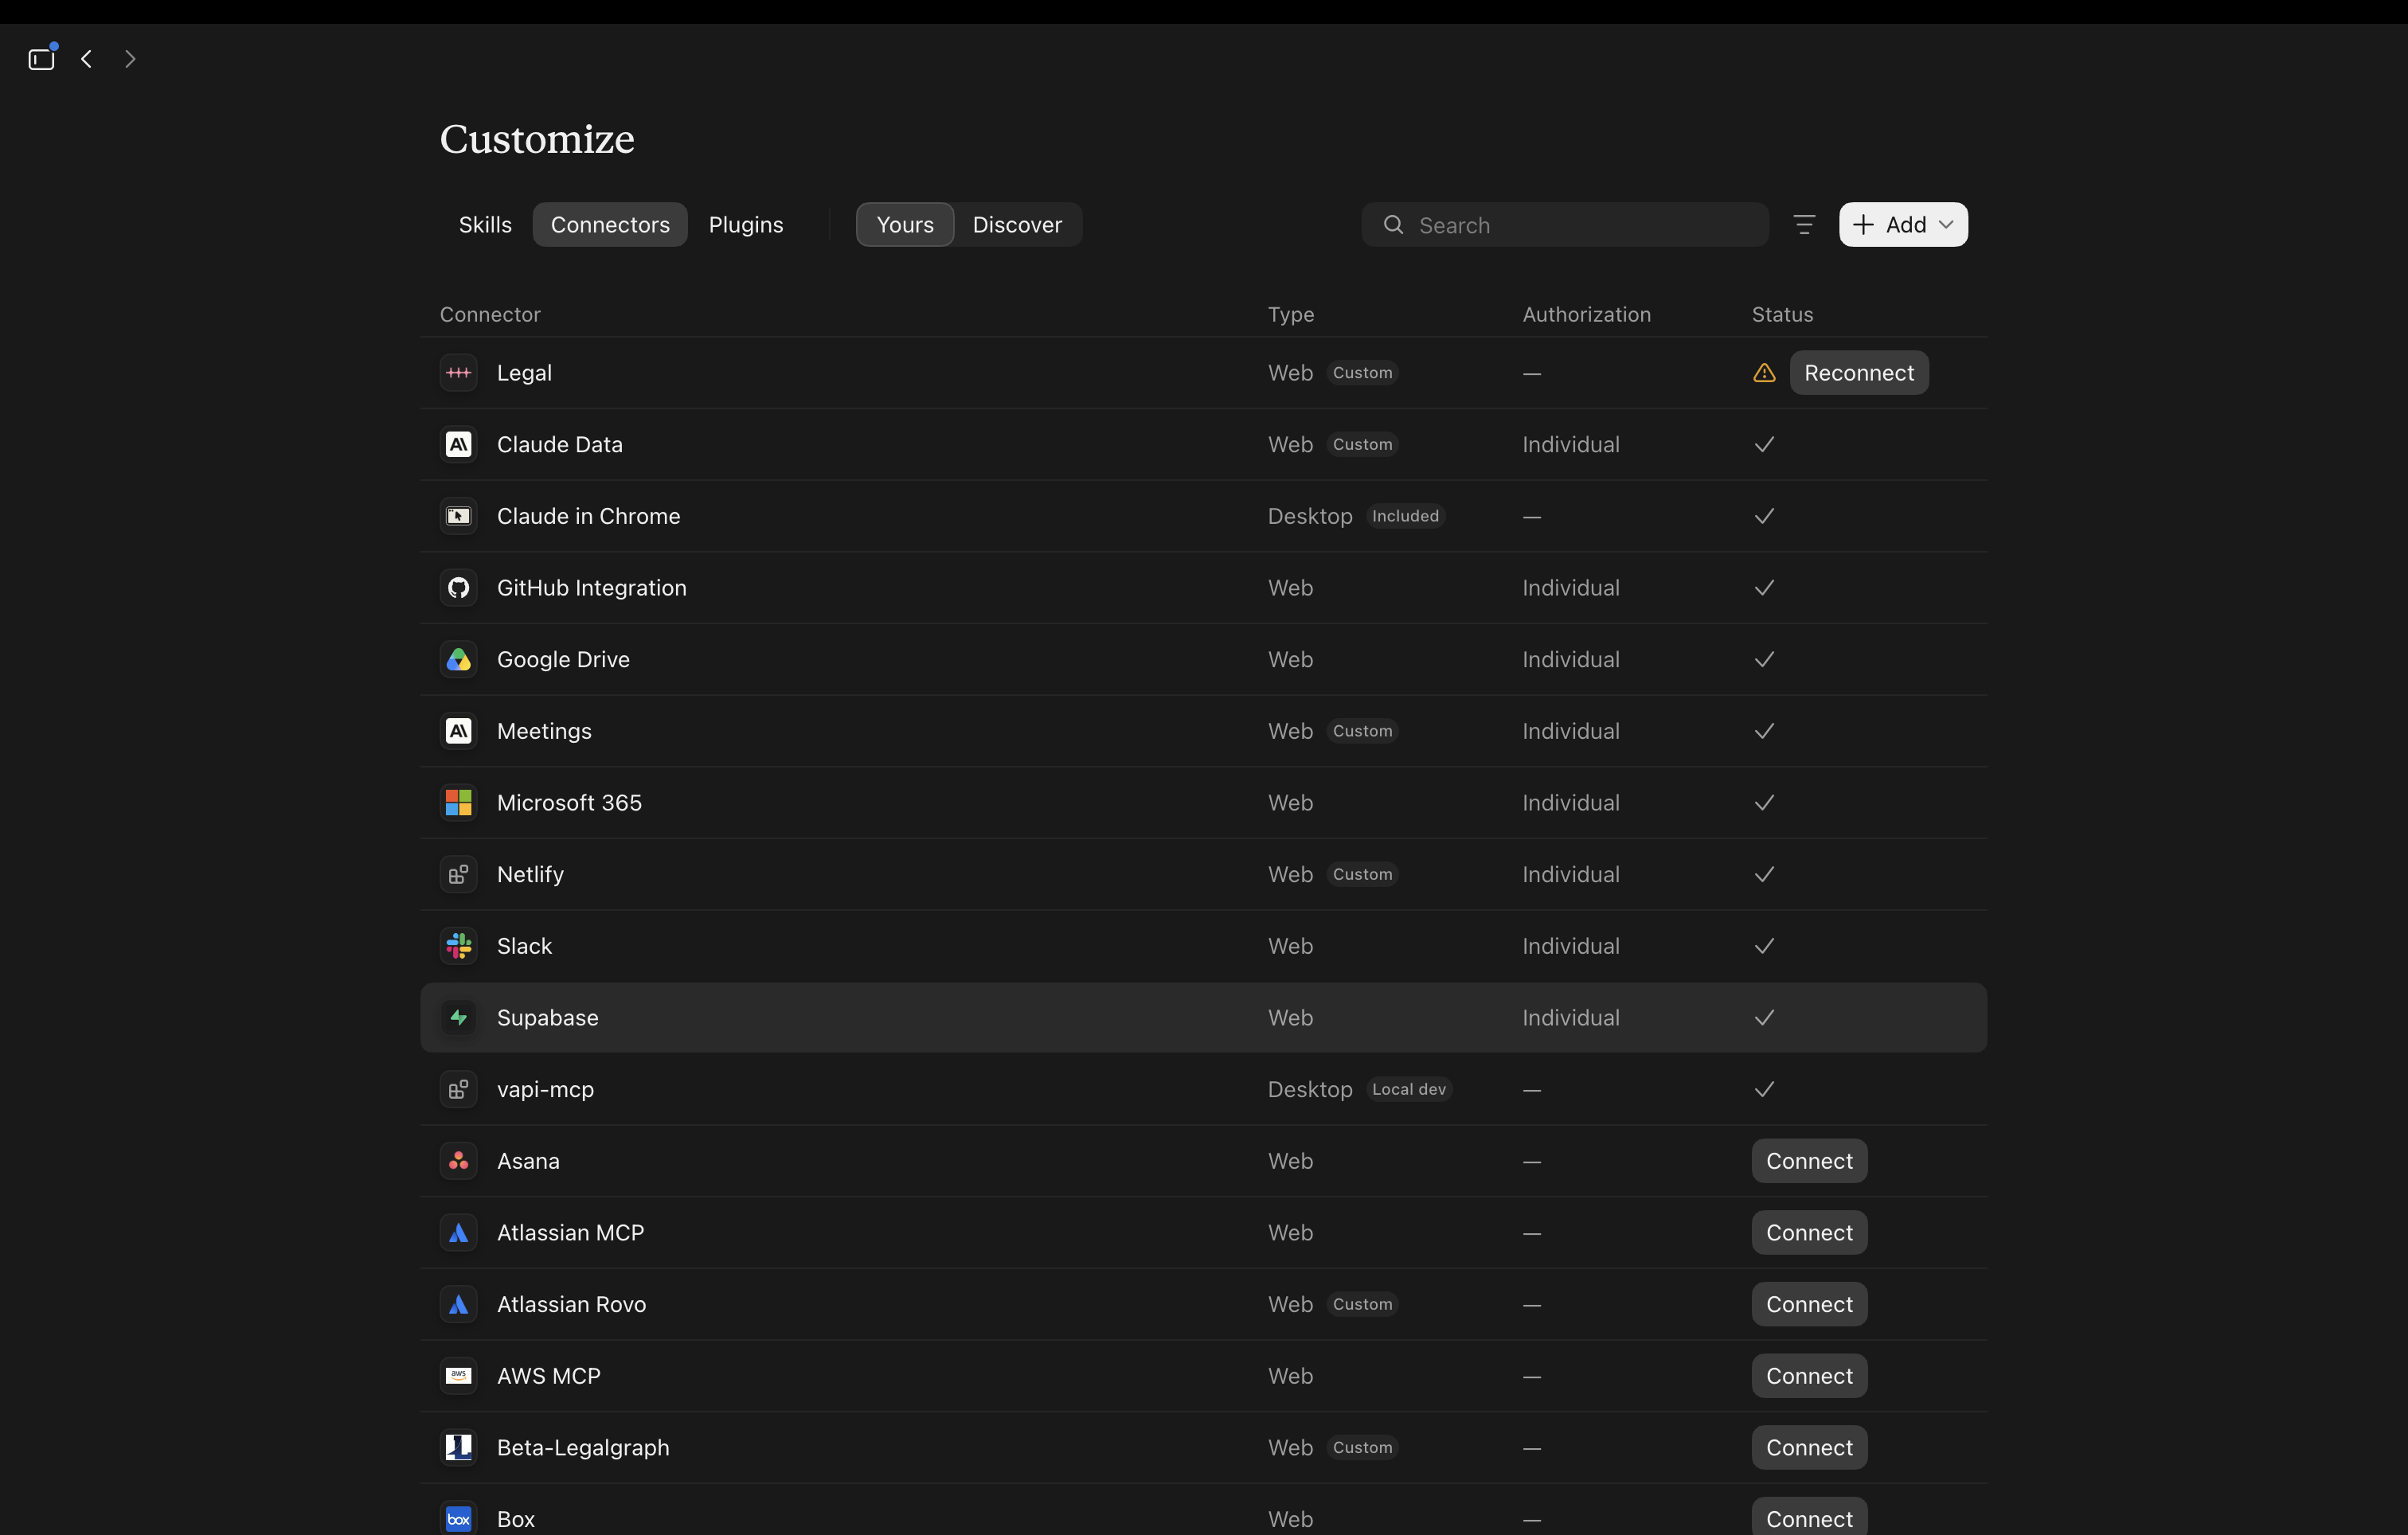 Customize
Skills Connectors Plugins Yours Discover Search Add
Connector Type Authorization Status
Legal Web Custom — Reconnect
Claude Data Web Custom Individual
Claude in Chrome Desktop Included —
GitHub Integration Web Individual
Google Drive Web Individual
Meetings Web Custom Individual
Microsoft 365 Web Individual
Netlify Web Custom Individual
Slack Web Individual
Supabase Web Individual
vapi-mcp Desktop Local dev —
Asana Web — Connect
Atlassian MCP Web — Connect
Atlassian Rovo Web Custom — Connect
aws AWS MCP Web — Connect
Beta-Legalgraph Web Custom — Connect
box Box Web — Connect